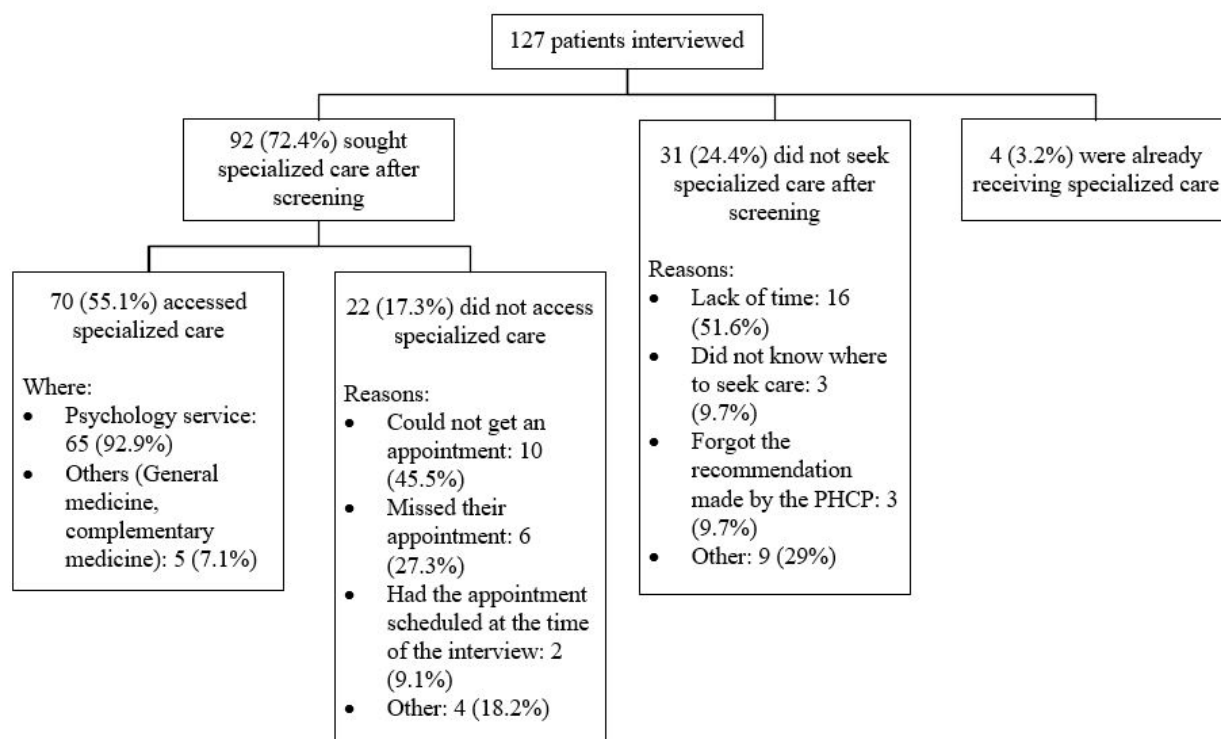 127 patients interviewed
92 (72.4%) sought
specialized care after
screening
31 (24.4%) did not seek
specialized care after
screening
Reasons:
• Lack of time: 16
(51.6%)
• Did not know where
to seek care: 3
(9.7%)
• Forgot the
recommendation
made by the PHCP: 3
(9.7%)
• Other: 9 (29%)
4 (3.2%) were already
receiving specialized care
70 (55.1%) accessed
specialized care
Where:
• Psychology service:
65 (92.9%)
• Others (General
medicine,
complementary
medicine): 5 (7.1%)
22 (17.3%) did not access
specialized care
Reasons:
• Could not get an
appointment: 10
(45.5%)
• Missed their
appointment: 6
(27.3%)
• Had the appointment
scheduled at the time
of the interview: 2
(9.1%)
• Other: 4 (18.2%)